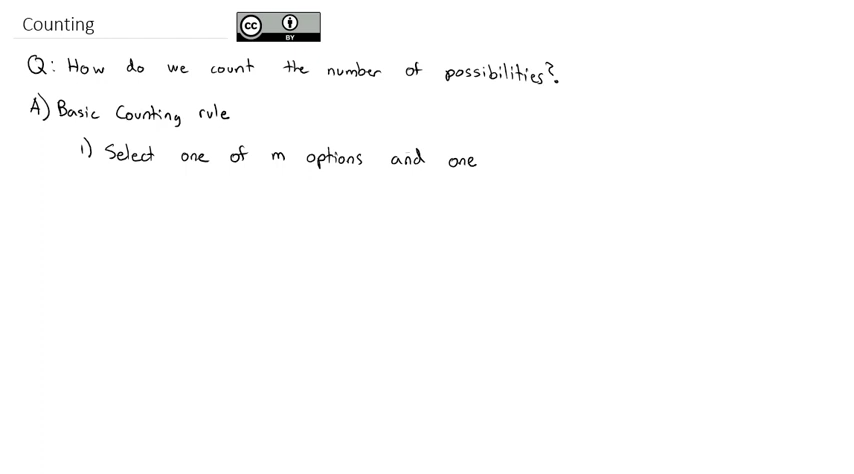 Counting
CC BY
Q: How do we count the number of possibilities?
A) Basic Counting rule
1) Select one of m options and one